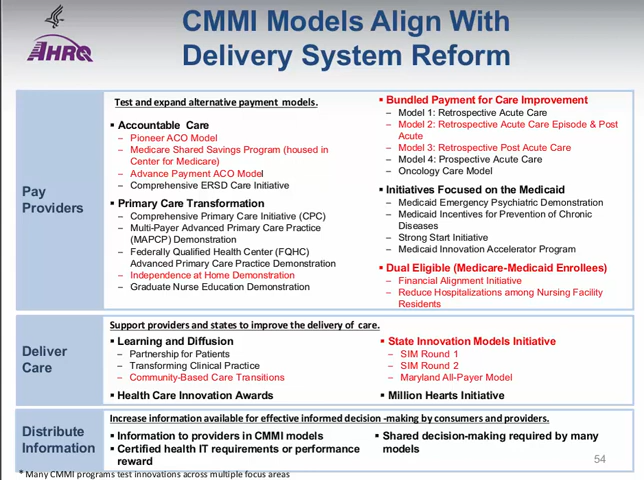 AHRQ
CMMI Models Align With
Delivery System Reform
Pay
Providers
Test and expand alternative payment models.
▪ Accountable Care
– Pioneer ACO Model
– Medicare Shared Savings Program (housed in
Center for Medicare)
– Advance Payment ACO Model
– Comprehensive ERSD Care Initiative
▪ Primary Care Transformation
– Comprehensive Primary Care Initiative (CPC)
– Multi-Payer Advanced Primary Care Practice
(MAPCP) Demonstration
– Federally Qualified Health Center (FQHC)
Advanced Primary Care Practice Demonstration
– Independence at Home Demonstration
– Graduate Nurse Education Demonstration
▪ Bundled Payment for Care Improvement
– Model 1: Retrospective Acute Care
– Model 2: Retrospective Acute Care Episode & Post
Acute
– Model 3: Retrospective Post Acute Care
– Model 4: Prospective Acute Care
– Oncology Care Model
▪ Initiatives Focused on the Medicaid
– Medicaid Emergency Psychiatric Demonstration
– Medicaid Incentives for Prevention of Chronic
Diseases
– Strong Start Initiative
– Medicaid Innovation Accelerator Program
▪ Dual Eligible (Medicare-Medicaid Enrollees)
– Financial Alignment Initiative
– Reduce Hospitalizations among Nursing Facility
Residents
Deliver
Care
Support providers and states to improve the delivery of care.
▪ Learning and Diffusion
– Partnership for Patients
– Transforming Clinical Practice
– Community-Based Care Transitions
▪ Health Care Innovation Awards
▪ State Innovation Models Initiative
– SIM Round 1
– SIM Round 2
– Maryland All-Payer Model
▪ Million Hearts Initiative
Distribute
Information
Increase information available for effective informed decision -making by consumers and providers.
▪ Information to providers in CMMI models
▪ Certified health IT requirements or performance
reward
▪ Shared decision-making required by many
models
54
* Many CMMI programs test innovations across multiple focus areas